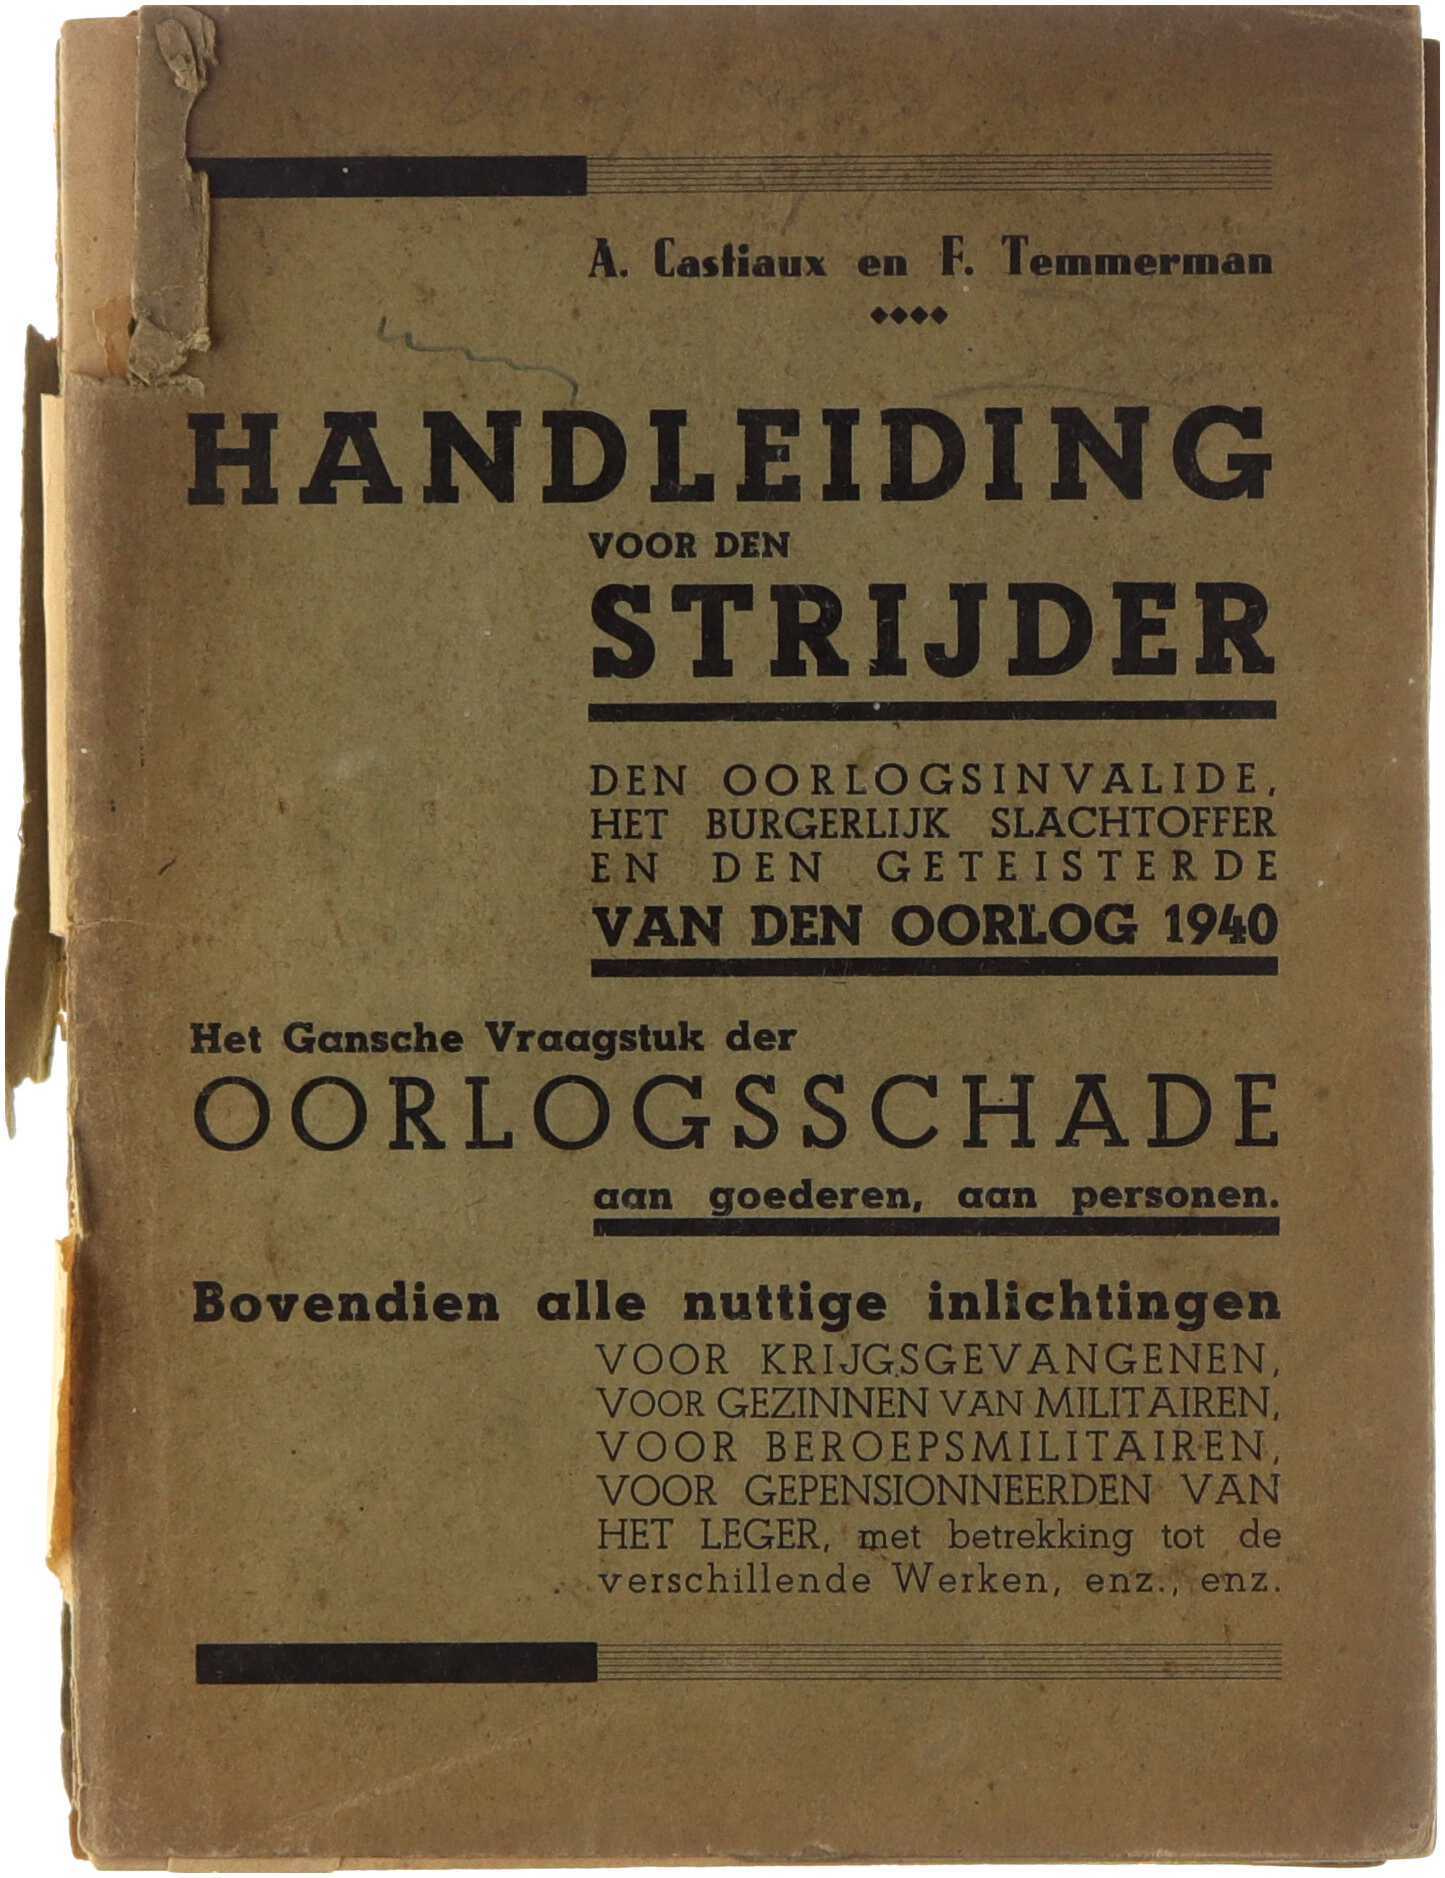 A. Castiaux en F. Temmerman
HANDLEIDING
VOOR DEN
STRIJDER
DEN OORLOGSINVALIDE,
HET BURGERLIJK SLACHTOFFER
EN DEN GETEISTERDE
VAN DEN OORLOG 1940
Het Gansche Vraagstuk der
OORLOGSSCHADE
aan goederen, aan personen.
Bovendien alle nuttige inlichtingen
VOOR KRIJGSGEVANGENEN,
VOOR GEZINNEN VAN MILITAIREN,
VOOR BEROEPSMILITAIREN,
VOOR GEPENSIONNEERDEN VAN
HET LEGER, met betrekking tot de
verschillende Werken, enz., enz.